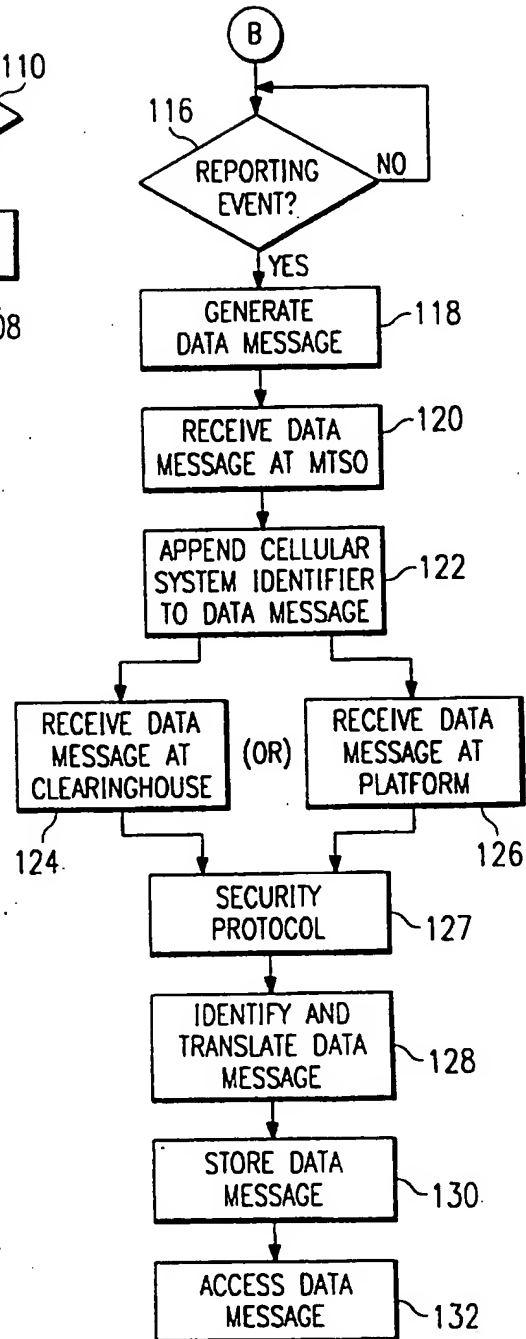 B
110
116
REPORTING
EVENT?
NO
YES
08
GENERATE
DATA MESSAGE
118
RECEIVE DATA
MESSAGE AT MTSO
120
APPEND CELLULAR
SYSTEM IDENTIFIER
TO DATA MESSAGE
122
RECEIVE DATA
MESSAGE AT
CLEARINGHOUSE
124
(OR)
RECEIVE DATA
MESSAGE AT
PLATFORM
126
SECURITY
PROTOCOL
127
IDENTIFY AND
TRANSLATE DATA
MESSAGE
128
STORE DATA
MESSAGE
130
ACCESS DATA
MESSAGE
132